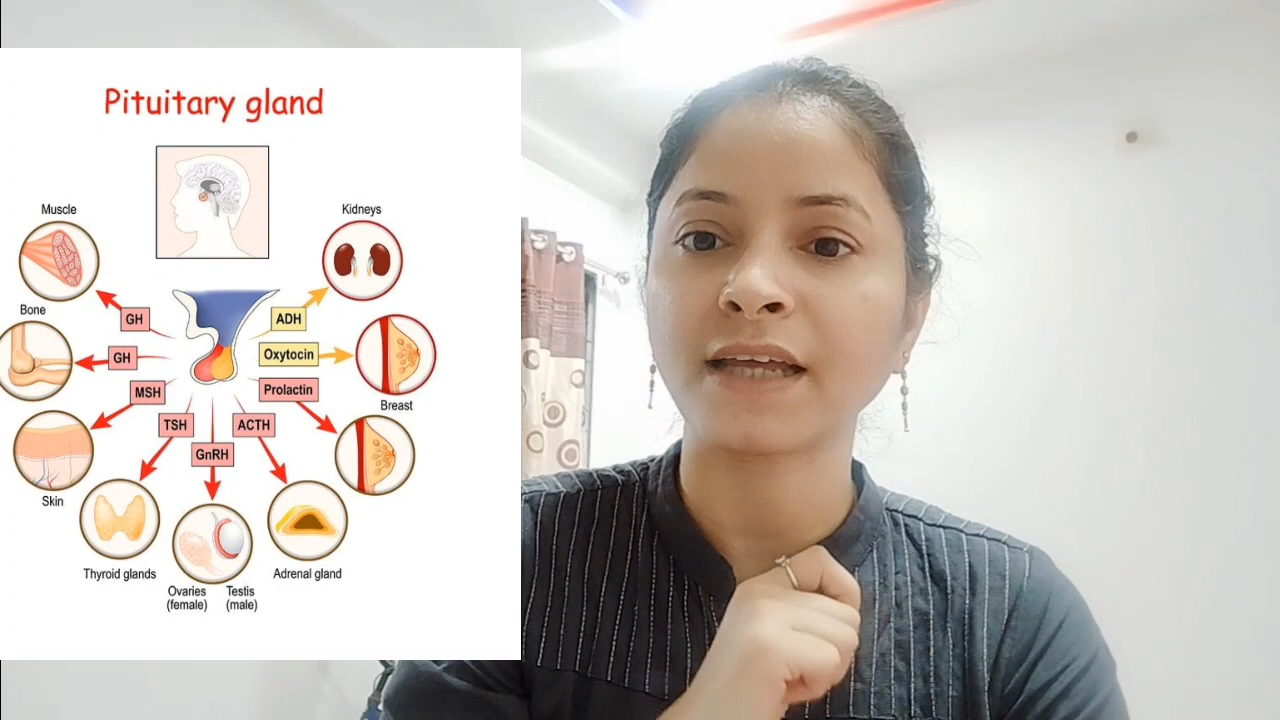 Pituitary gland
Muscle
Kidneys
GH
ADH
Bone
GH
Oxytocin
MSH
Prolactin
Breast
TSH
ACTH
GnRH
Skin
Thyroid glands
Adrenal gland
Ovaries
(female)
Testis
(male)